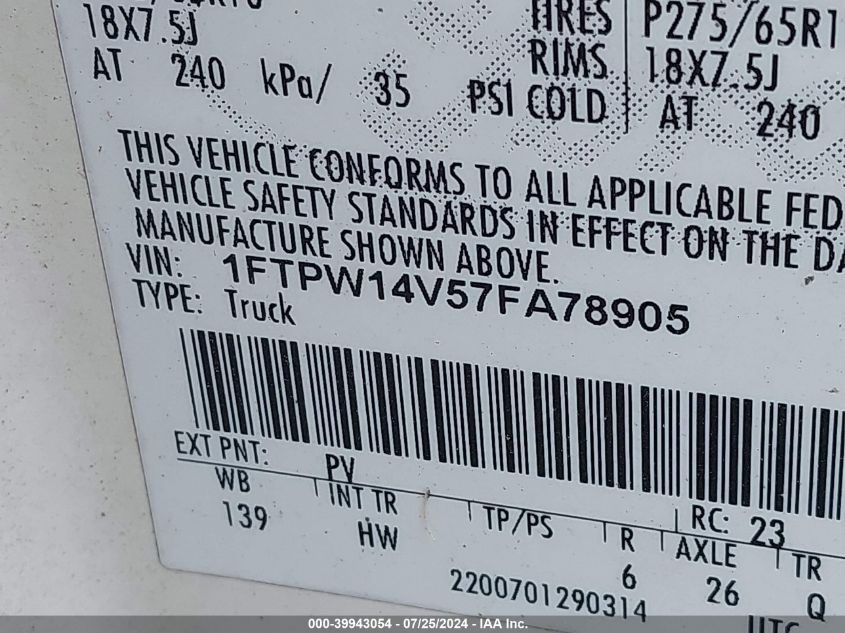 18X7.5J
AT 240 kPa/ 35 PSI COLD
TIRES P275/65R1
RIMS 18X7.5J
AT 240
THIS VEHICLE CONFORMS TO ALL APPLICABLE FED
VEHICLE SAFETY STANDARDS IN EFFECT ON THE DA
MANUFACTURE SHOWN ABOVE.
VIN: 1FTPW14V57FA78905
TYPE: Truck
EXT PNT: PV
RC: 23
WB INT TR TP/PS R AXLE TR
139 HW 6 26 Q
2200701290314
UTC
000-39943054 / 07/25/2024 - IAA Inc.